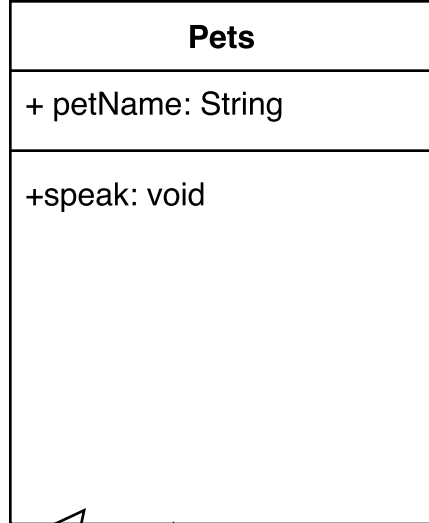 Pets
+ petName: String
+speak: void